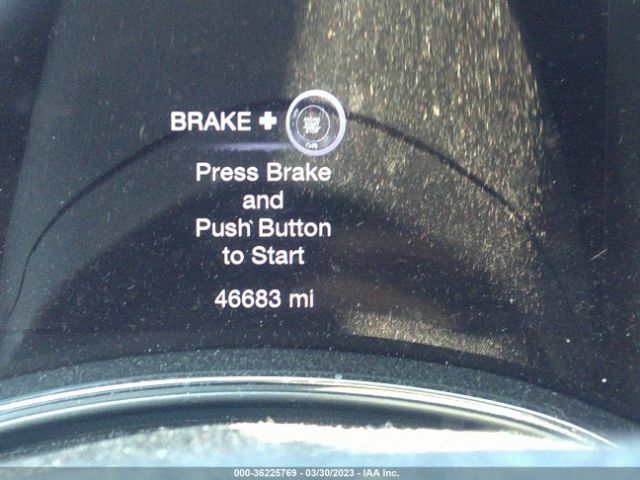 BRAKE +
Press Brake
and
Push Button
to Start
46683 mi
000-36225769 - 03/30/2023 - IAA Inc.